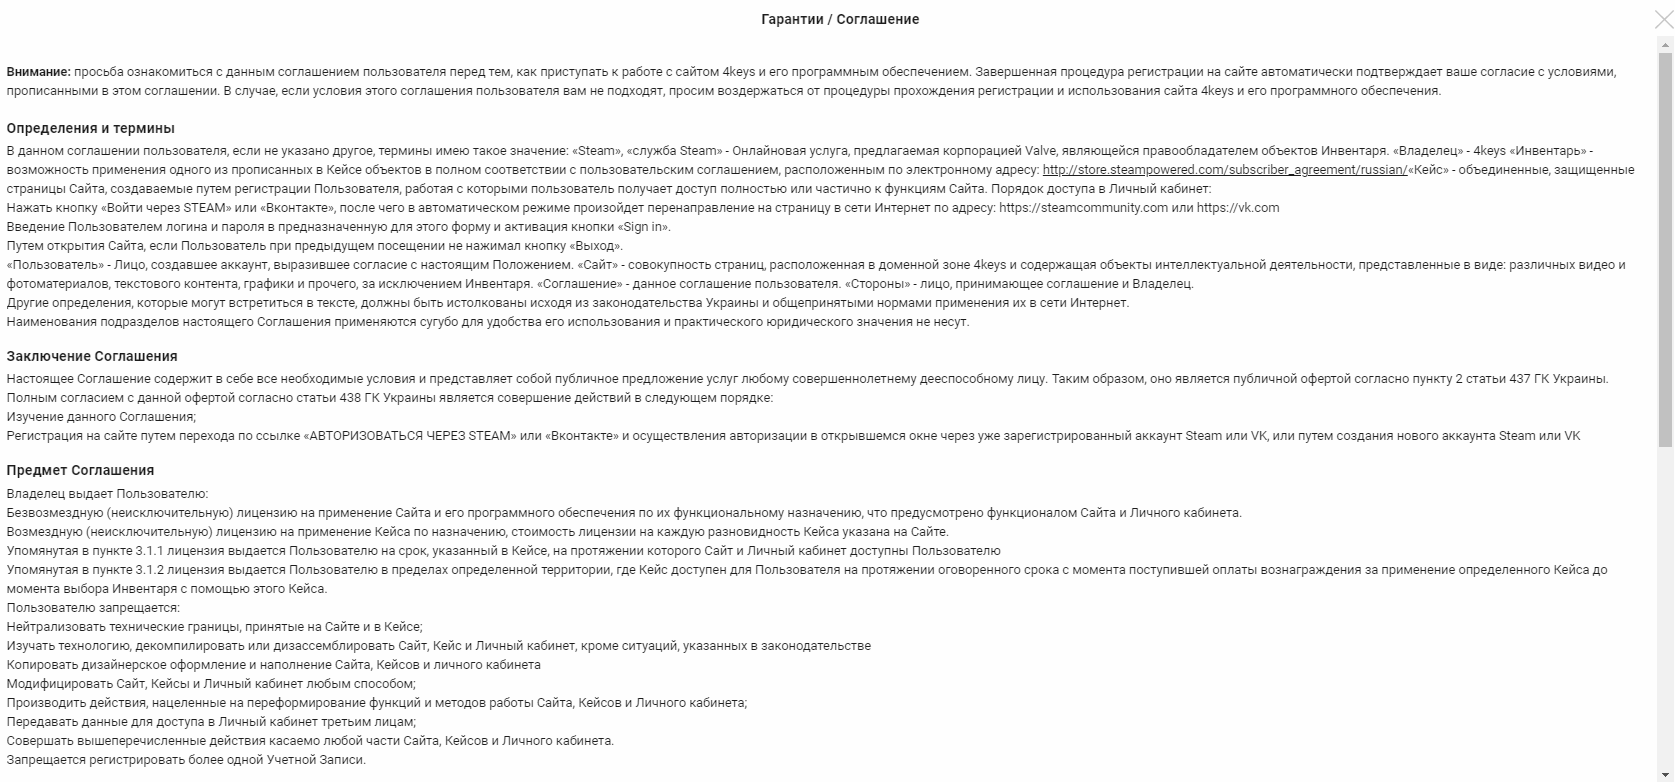 Гарантии / Соглашение
Внимание: просьба ознакомиться с данным соглашением пользователя перед тем, как приступать к работе с сайтом 4keys и его программным обеспечением. Завершенная процедура регистрации на сайте автоматически подтверждает ваше согласие с условиями,
прописанными в этом соглашении. В случае, если условия этого соглашения пользователя вам не подходят, просим воздержаться от процедуры прохождения регистрации и использования сайта 4keys и его программного обеспечения.
Определения и термины
В данном соглашении пользователя, если не указано другое, термины имею такое значение: «Steam», «служба Steam» - Онлайновая услуга, предлагаемая корпорацией Valve, являющейся правообладателем объектов Инвентаря. «Владелец» - 4keys «Инвентарь» -
возможность применения одного из прописанных в Кейсе объектов в полном соответствии с пользовательским соглашением, расположенным по электронному адресу: http://store.steampowered.com/subscriber_agreement/russian/«Кейс» - объединенные, защищенные
страницы Сайта, создаваемые путем регистрации Пользователя, работая с которыми пользователь получает доступ полностью или частично к функциям Сайта. Порядок доступа в Личный кабинет:
Нажать кнопку «Войти через STEAM» или «Вконтакте», после чего в автоматическом режиме произойдет перенаправление на страницу в сети Интернет по адресу: https://steamcommunity.com или https://vk.com
Введение Пользователем логина и пароля в предназначенную для этого форму и активация кнопки «Sign in».
Путем открытия Сайта, если Пользователь при предыдущем посещении не нажимал кнопку «Выход».
«Пользователь» - Лицо, создавшее аккаунт, выразившее согласие с настоящим Положением. «Сайт» - совокупность страниц, расположенная в доменной зоне 4keys и содержащая объекты интеллектуальной деятельности, представленные в виде: различных видео и
фотоматериалов, текстового контента, графики и прочего, за исключением Инвентаря. «Соглашение» - данное соглашение пользователя. «Стороны» - лицо, принимающее соглашение и Владелец.
Другие определения, которые могут встретиться в тексте, должны быть истолкованы исходя из законодательства Украины и общепринятыми нормами применения их в сети Интернет.
Наименования подразделов настоящего Соглашения применяются сугубо для удобства его использования и практического юридического значения не несут.
Заключение Соглашения
Настоящее Соглашение содержит в себе все необходимые условия и представляет собой публичное предложение услуг любому совершеннолетнему дееспособному лицу. Таким образом, оно является публичной офертой согласно пункту 2 статьи 437 ГК Украины.
Полным согласием с данной офертой согласно статьи 438 ГК Украины является совершение действий в следующем порядке:
Изучение данного Соглашения;
Регистрация на сайте путем перехода по ссылке «АВТОРИЗОВАТЬСЯ ЧЕРЕЗ STEAM» или «Вконтакте» и осуществления авторизации в открывшемся окне через уже зарегистрированный аккаунт Steam или VK, или путем создания нового аккаунта Steam или VK
Предмет Соглашения
Владелец выдает Пользователю:
Безвозмездную (неисключительную) лицензию на применение Сайта и его программного обеспечения по их функциональному назначению, что предусмотрено функционалом Сайта и Личного кабинета.
Возмездную (неисключительную) лицензию на применение Кейса по назначению, стоимость лицензии на каждую разновидность Кейса указана на Сайте.
Упомянутая в пункте 3.1.1 лицензия выдается Пользователю на срок, указанный в Кейсе, на протяжении которого Сайт и Личный кабинет доступны Пользователю
Упомянутая в пункте 3.1.2 лицензия выдается Пользователю в пределах определенной территории, где Кейс доступен для Пользователя на протяжении оговоренного срока с момента поступившей оплаты вознаграждения за применение определенного Кейса до
момента выбора Инвентаря с помощью этого Кейса.
Пользователю запрещается:
Нейтрализовать технические границы, принятые на Сайте и в Кейсе;
Изучать технологию, декомпилировать или дизассемблировать Сайт, Кейс и Личный кабинет, кроме ситуаций, указанных в законодательстве
Копировать дизайнерское оформление и наполнение Сайта, Кейсов и личного кабинета
Модифицировать Сайт, Кейсы и Личный кабинет любым способом;
Производить действия, нацеленные на переформирование функций и методов работы Сайта, Кейсов и Личного кабинета;
Передавать данные для доступа в Личный кабинет третьим лицам;
Совершать вышеперечисленные действия касаемо любой части Сайта, Кейсов и Личного кабинета.
Запрещается регистрировать более одной Учетной Записи.